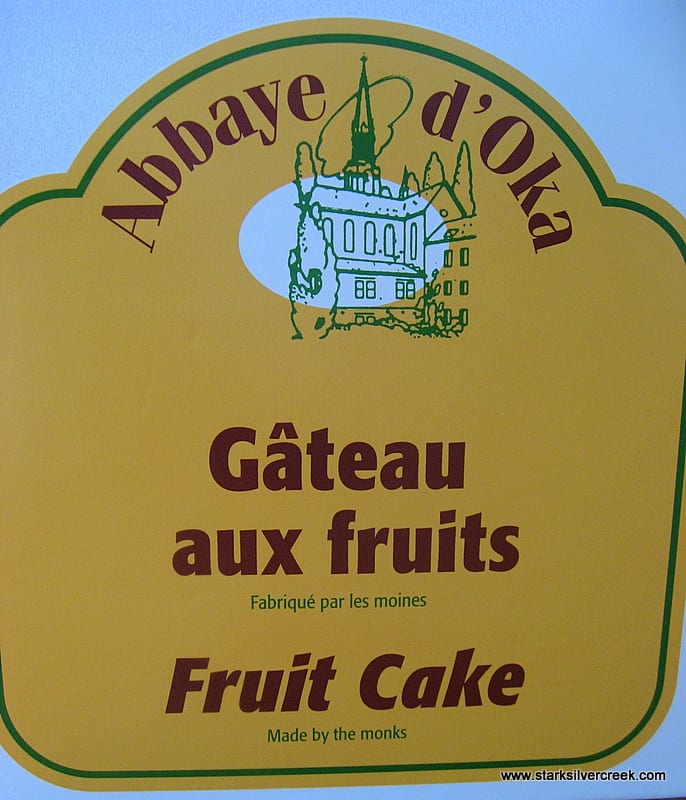 Abbaye d'Oka
Gâteau
aux fruits
Fabriqué par les moines
Fruit Cake
Made by the monks
www.starksilvercreek.com